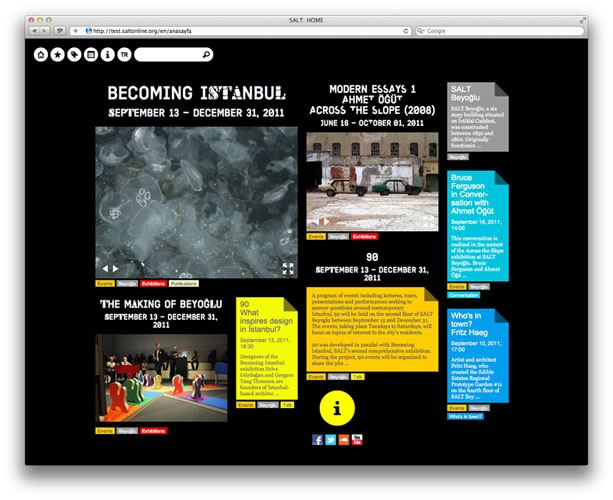 SALT: HOME
http://test.saltonline.org/en/anasayfa
Google
TR
BECOMING ISTANBUL
SEPTEMBER 13 – DECEMBER 31, 2011
Events Beyoğlu Exhibitions Publications
MODERN ESSAYS 1
AHMET ÖĞÜT
ACROSS THE SLOPE (2008)
JUNE 16 – OCTOBER 01, 2011
Events Beyoğlu Exhibitions
SALT
Beyoğlu
SALT Beyoğlu, a six
story building situated
on İstiklal Caddesi,
was constructed
between 1850 and
1860. Originally
functionin ...
Beyoğlu
Bruce
Ferguson
in Conver-
sation with
Ahmet Öğüt
September 16, 2011,
14:00
This conversation is
realized in the context
of the Across the Slope
exhibition at SALT
Beyoğlu. Bruce
Ferguson and Ahmet
Öğü ...
Events Beyoğlu
Conversation
90
SEPTEMBER 13 – DECEMBER 31,
2011
A program of events including lectures, tours,
presentations and performances seeking to
answer questions around contemporary
Istanbul, 90 will be held on the second floor of SALT
Beyoğlu between September 13 and December 31.
The events, taking place Tuesdays to Saturdays, will
focus on topics of interest to the city's residents.
90 was developed in parallel with Becoming
Istanbul, SALT's second comprehensive exhibition.
During the project, 90 events will be organized to
share the pho ...
Events Beyoğlu Talk
THE MAKING OF BEYOĞLU
SEPTEMBER 13 – DECEMBER 31,
2011
Events Beyoğlu Exhibitions
90
What
inspires design
in İstanbul?
September 13, 2011,
18:30
Designers of the
Becoming Istanbul
exhibition Selva
Gürdoğan and Gregers
Tang Thomsen are
founders of Istanbul-
based archite ...
Events Beyoğlu Talk
Who's in
town?
Fritz Haeg
September 10, 2011,
17:00
Artist and architect
Fritz Haeg, who
created the Edible
Estates Regional
Prototype Garden #11
on the fourth floor of
SALT Bey ...
Events Beyoğlu
Who's in town?
i
You
Tube